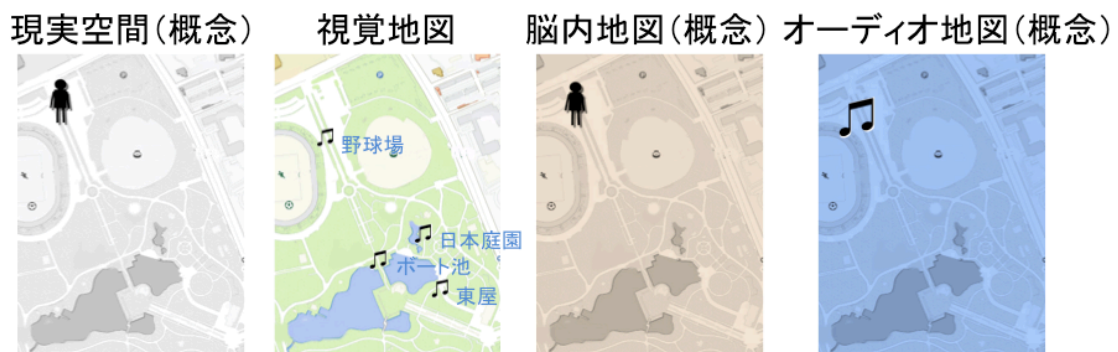 現実空間(概念)
視覚地図
脳内地図(概念)
オーディオ地図(概念)
野球場
日本庭園
ボート池
東屋